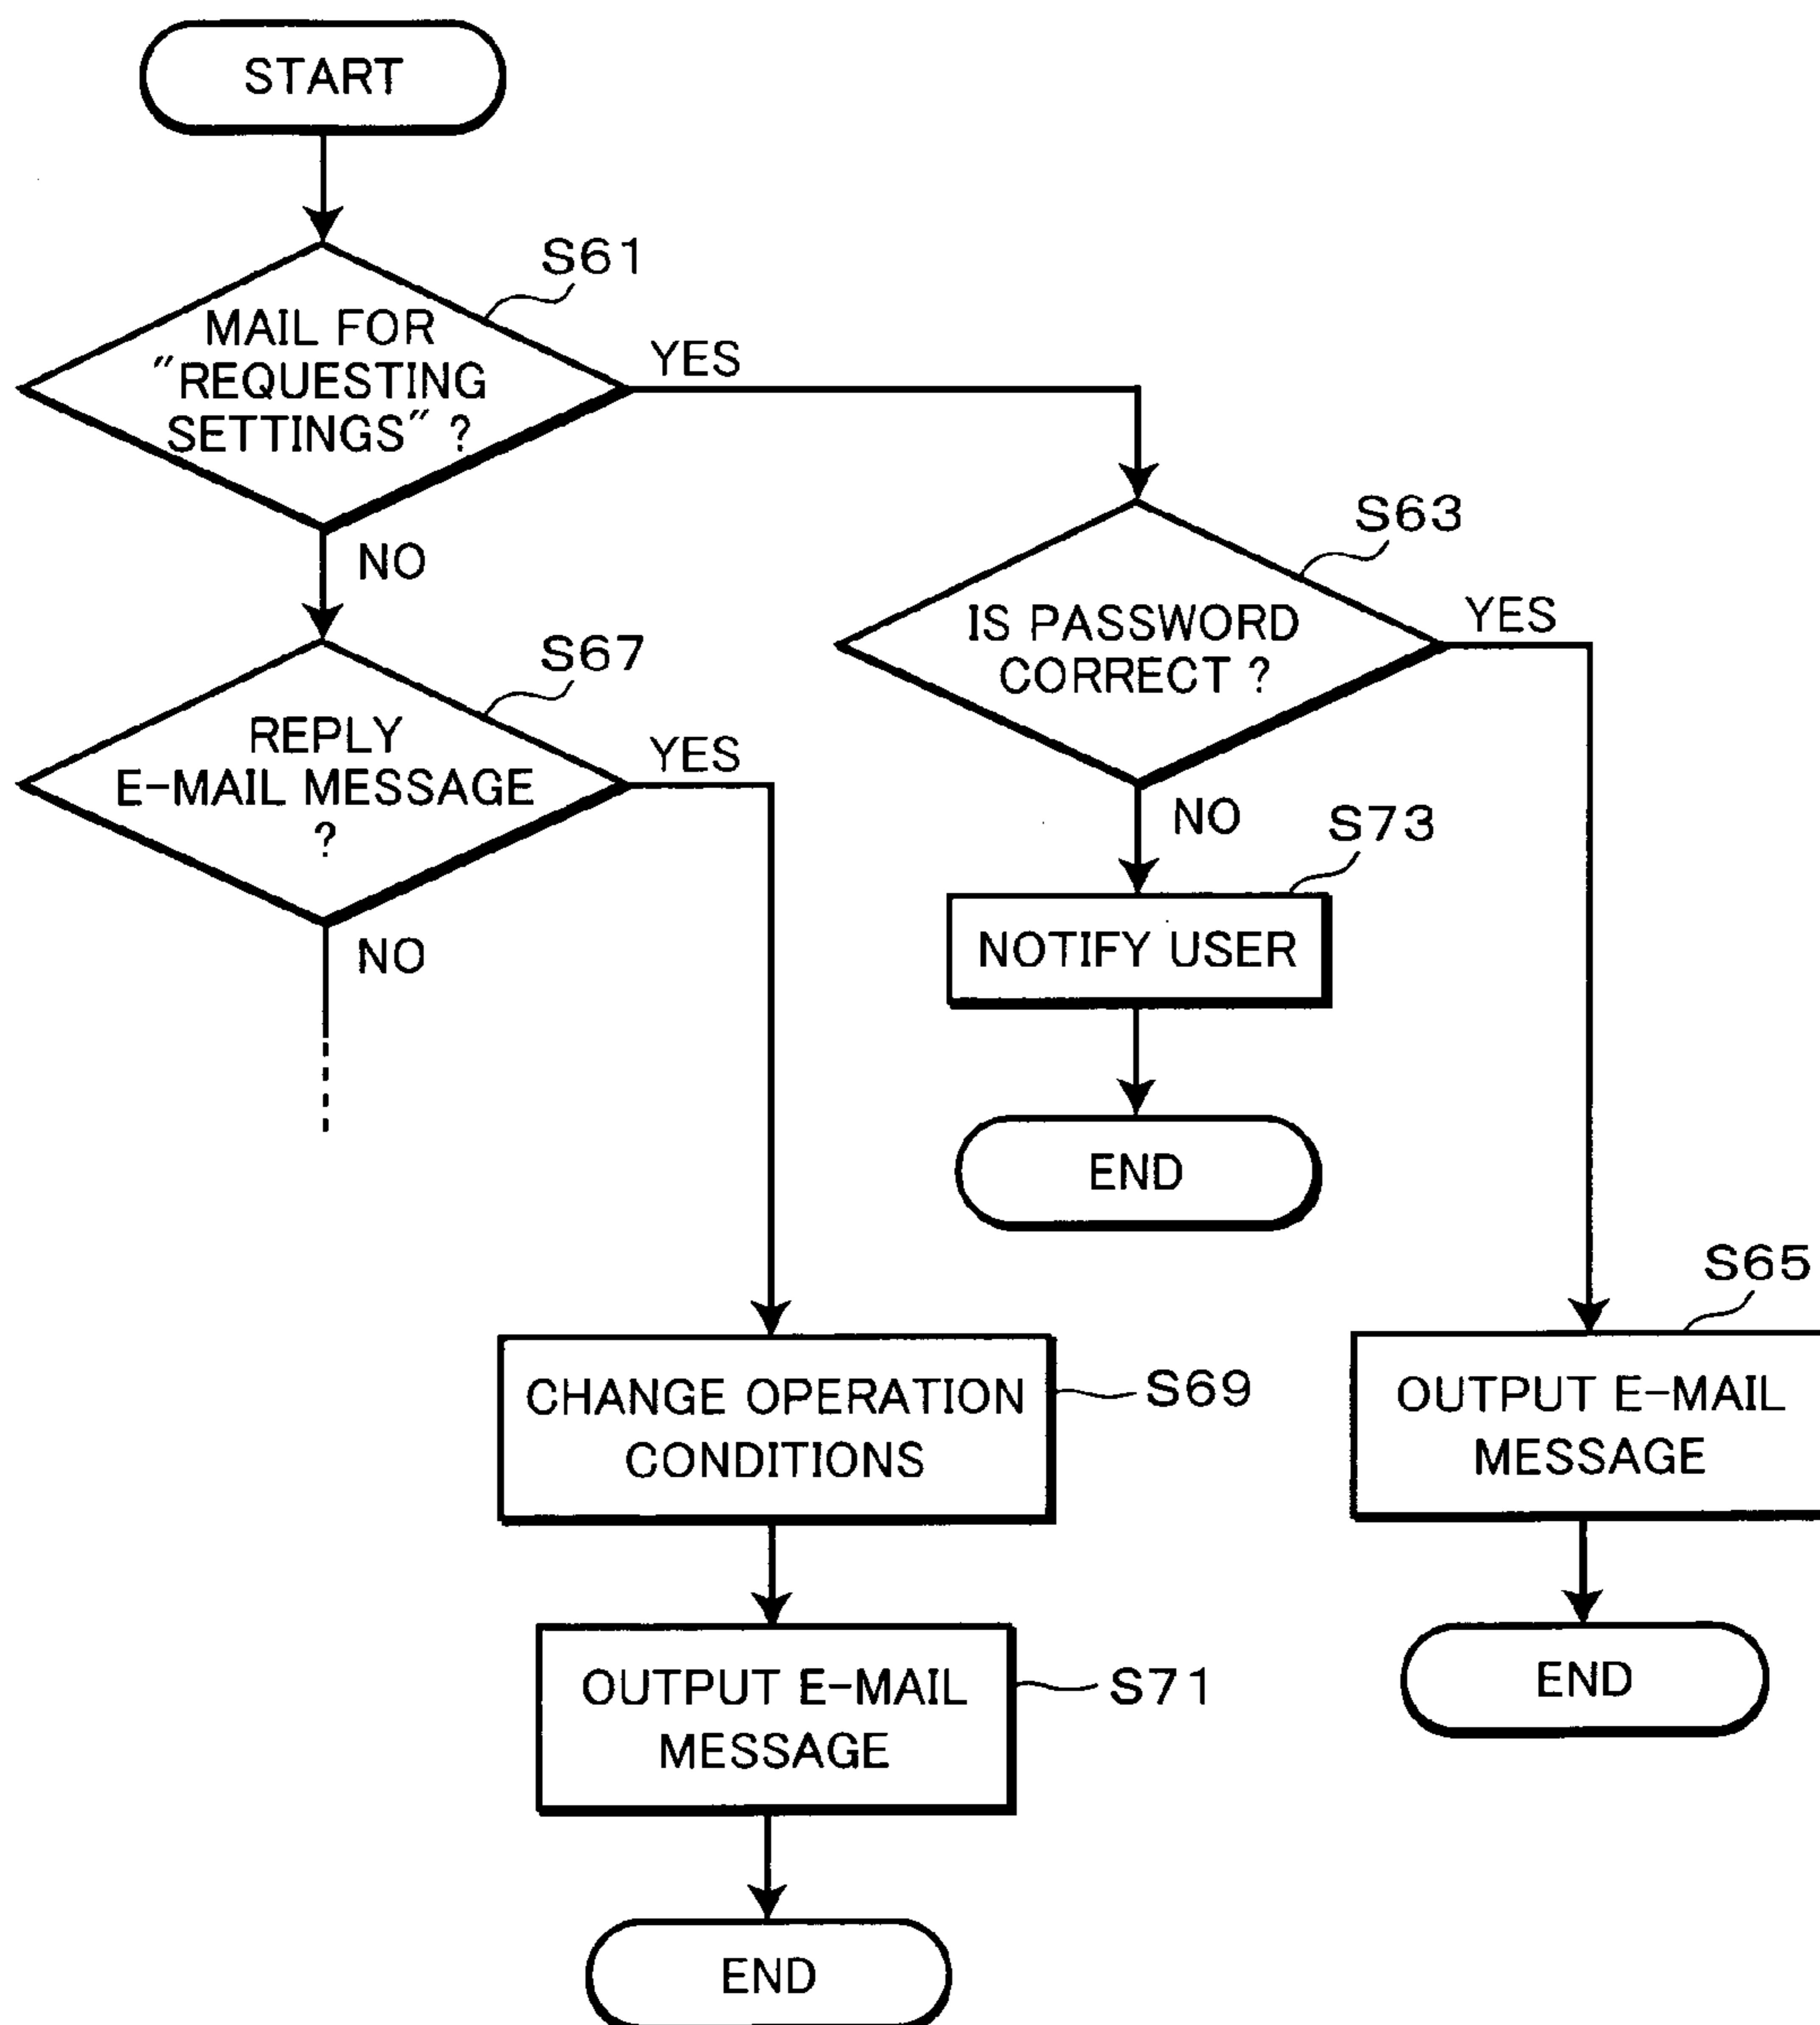 START
S61
MAIL FOR
"REQUESTING
SETTINGS" ?
YES
NO
S63
IS PASSWORD
CORRECT ?
YES
NO
S67
REPLY
E-MAIL MESSAGE
?
YES
NO
S73
NOTIFY USER
END
S65
OUTPUT E-MAIL
MESSAGE
END
CHANGE OPERATION
CONDITIONS
S69
OUTPUT E-MAIL
MESSAGE
S71
END